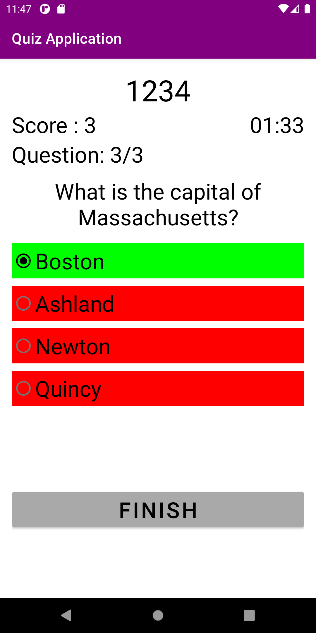 11:47
Quiz Application
1234
Score : 3 01:33
Question: 3/3
What is the capital of
Massachusetts?
Boston
Ashland
Newton
Quincy
FINISH